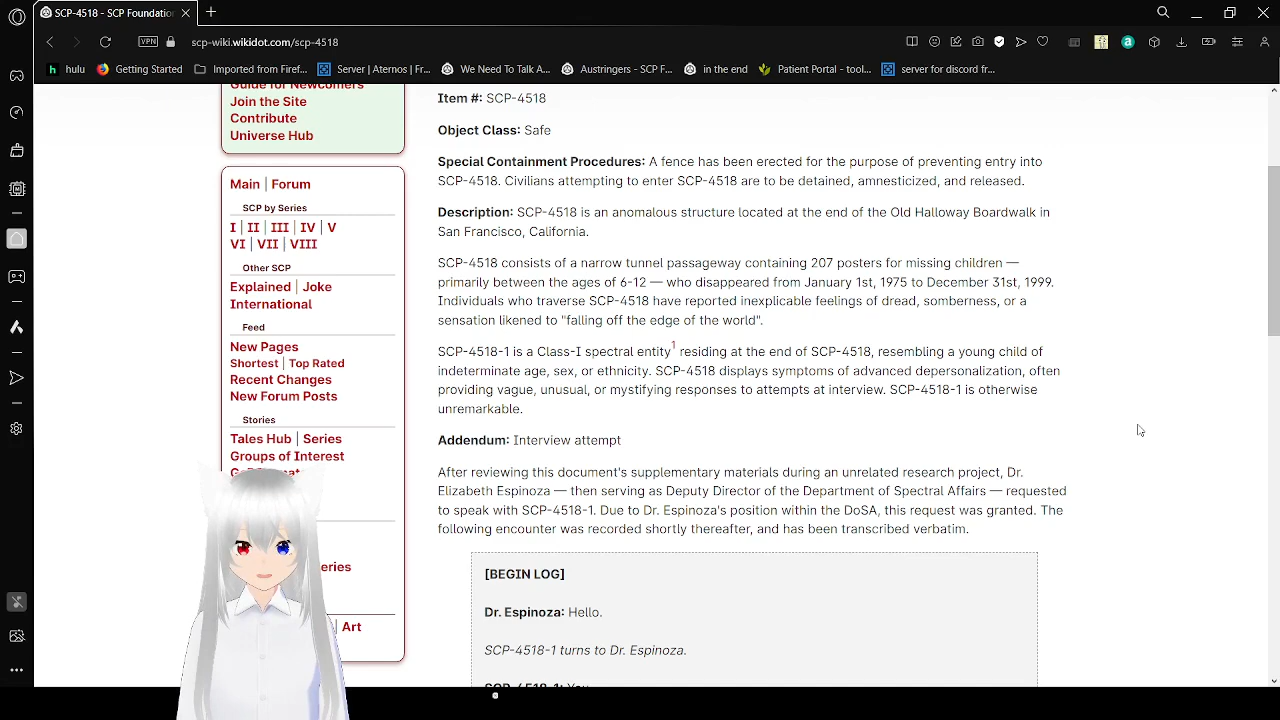 SCP-4518 - SCP Foundation
VPN
scp-wiki.wikidot.com/scp-4518
hulu
Getting Started
Imported from Firef...
Server | Aternos | Fr...
We Need To Talk A...
Austringers - SCP F...
in the end
Patient Portal - tool...
server for discord fr...
Guide for Newcomers
Join the Site
Contribute
Universe Hub
Main | Forum
SCP by Series
I | II | III | IV | V
VI | VII | VIII
Other SCP
Explained | Joke
International
Feed
New Pages
Shortest | Top Rated
Recent Changes
New Forum Posts
Stories
Tales Hub | Series
Groups of Interest
| Art
Item #: SCP-4518
Object Class: Safe
Special Containment Procedures: A fence has been erected for the purpose of preventing entry into
SCP-4518. Civilians attempting to enter SCP-4518 are to be detained, amnesticized, and released.
Description: SCP-4518 is an anomalous structure located at the end of the Old Halloway Boardwalk in
San Francisco, California.
SCP-4518 consists of a narrow tunnel passageway containing 207 posters for missing children —
primarily between the ages of 6-12 — who disappeared from January 1st, 1975 to December 31st, 1999.
Individuals who traverse SCP-4518 have reported inexplicable feelings of dread, somberness, or a
sensation likened to "falling off the edge of the world".
SCP-4518-1 is a Class-I spectral entity1 residing at the end of SCP-4518, resembling a young child of
indeterminate age, sex, or ethnicity. SCP-4518 displays symptoms of advanced depersonalization, often
providing vague, unusual, or mystifying responses to attempts at interview. SCP-4518-1 is otherwise
unremarkable.
Addendum: Interview attempt
After reviewing this document's supplementary materials during an unrelated research project, Dr.
Elizabeth Espinoza — then serving as Deputy Director of the Department of Spectral Affairs — requested
to speak with SCP-4518-1. Due to Dr. Espinoza's position within the DoSA, this request was granted. The
following encounter was recorded shortly thereafter, and has been transcribed verbatim.
[BEGIN LOG]
Dr. Espinoza: Hello.
SCP-4518-1 turns to Dr. Espinoza.
SCP-4518-1: You